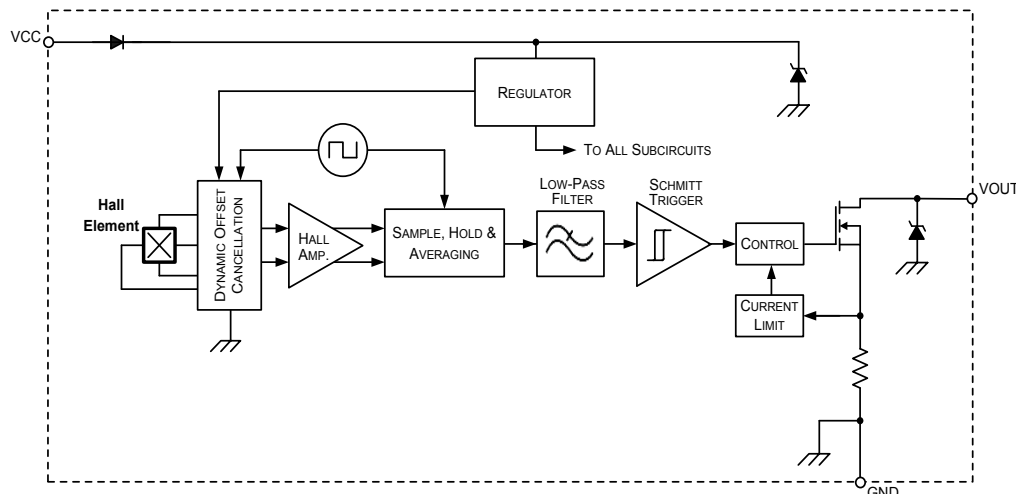 VCC
REGULATOR
TO ALL SUBCIRCUITS
LOW-PASS
FILTER
SCHMITT
TRIGGER
VOUT
Hall
Element
DYNAMIC OFFSET
CANCELLATION
HALL
AMP.
SAMPLE, HOLD &
AVERAGING
CONTROL
CURRENT
LIMIT
GND